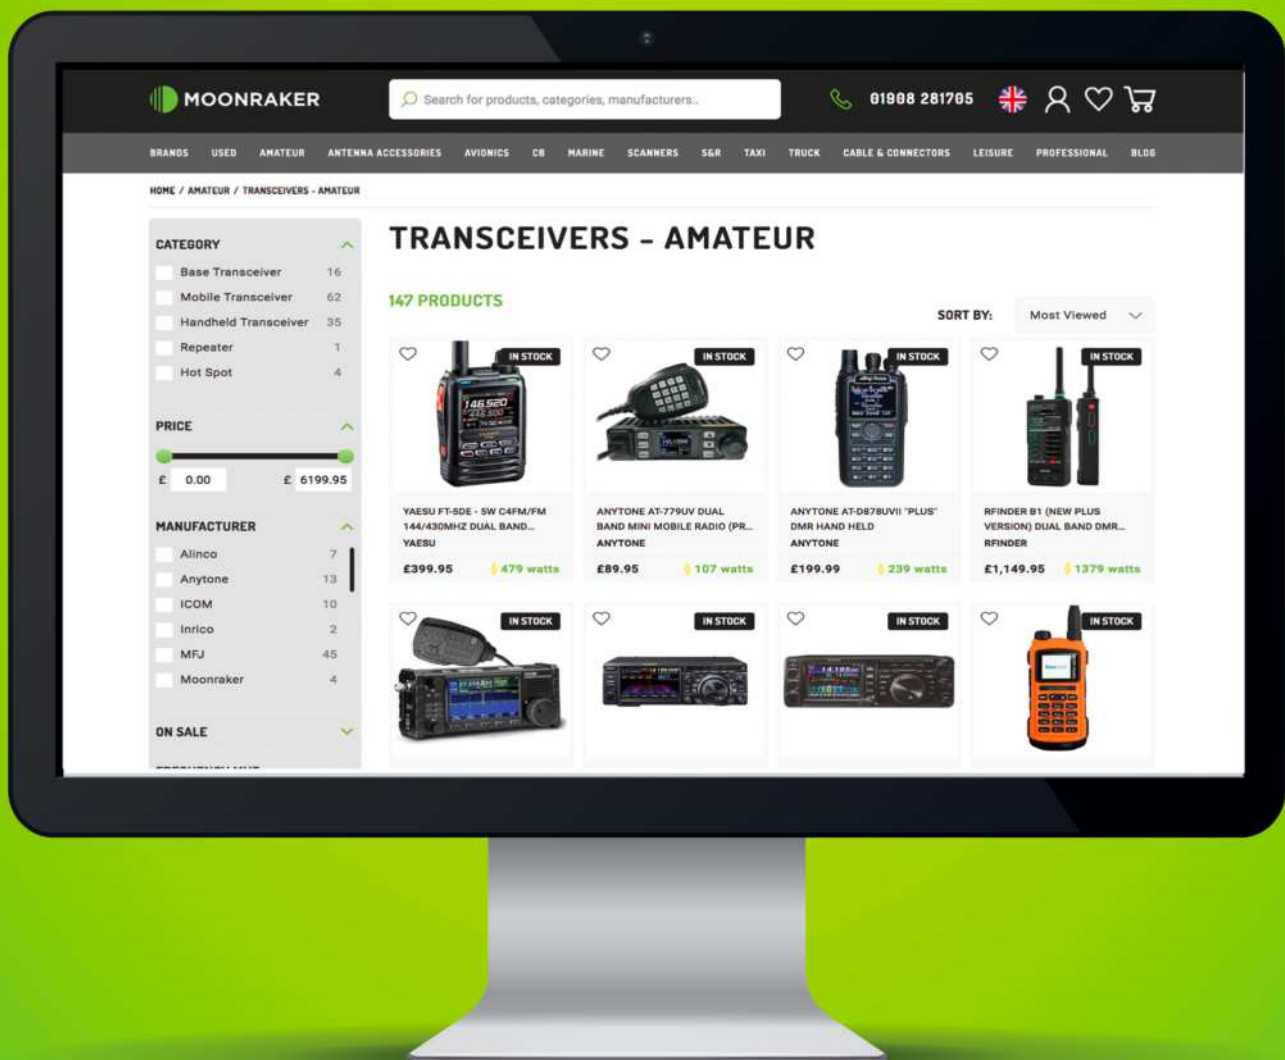 MOONRAKER
Search for products, categories, manufacturers..
01908 281705
BRANDS USED AMATEUR ANTENNA ACCESSORIES AVIONICS CB MARINE SCANNERS S&R TAXI TRUCK CABLE & CONNECTORS LEISURE PROFESSIONAL BLOG
HOME / AMATEUR / TRANSCEIVERS - AMATEUR
CATEGORY
Base Transceiver 16
Mobile Transceiver 62
Handheld Transceiver 35
Repeater 1
Hot Spot 4
PRICE
£ 0.00 £ 6199.95
MANUFACTURER
Alinco 7
Anytone 13
ICOM 10
Inrico 2
MFJ 45
Moonraker 4
ON SALE
TRANSCEIVERS - AMATEUR
147 PRODUCTS
SORT BY: Most Viewed
IN STOCK
146.520
446.500
YAESU FT-5DE - 5W C4FM/FM
144/430MHZ DUAL BAND...
YAESU
£399.95 479 watts
IN STOCK
ANYTONE AT-779UV DUAL
BAND MINI MOBILE RADIO (PR...
ANYTONE
£89.95 107 watts
IN STOCK
ANYTONE AT-D878UVII "PLUS"
DMR HAND HELD
ANYTONE
£199.99 239 watts
IN STOCK
RFINDER B1 (NEW PLUS
VERSION) DUAL BAND DMR...
RFINDER
£1,149.95 1379 watts
IN STOCK
IN STOCK
IN STOCK
IN STOCK